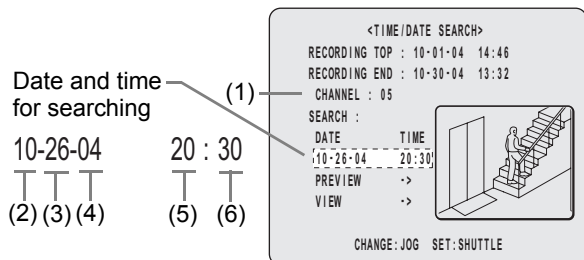 <TIME/DATE SEARCH>
RECORDING TOP : 10-01-04 14:46
RECORDING END : 10-30-04 13:32
(1)
CHANNEL : 05
SEARCH :
DATE TIME
10-26-04 20:30
PREVIEW ->
VIEW ->
CHANGE:JOG SET:SHUTTLE
Date and time
for searching
10-26-04 20 : 30
(2) (3) (4) (5) (6)